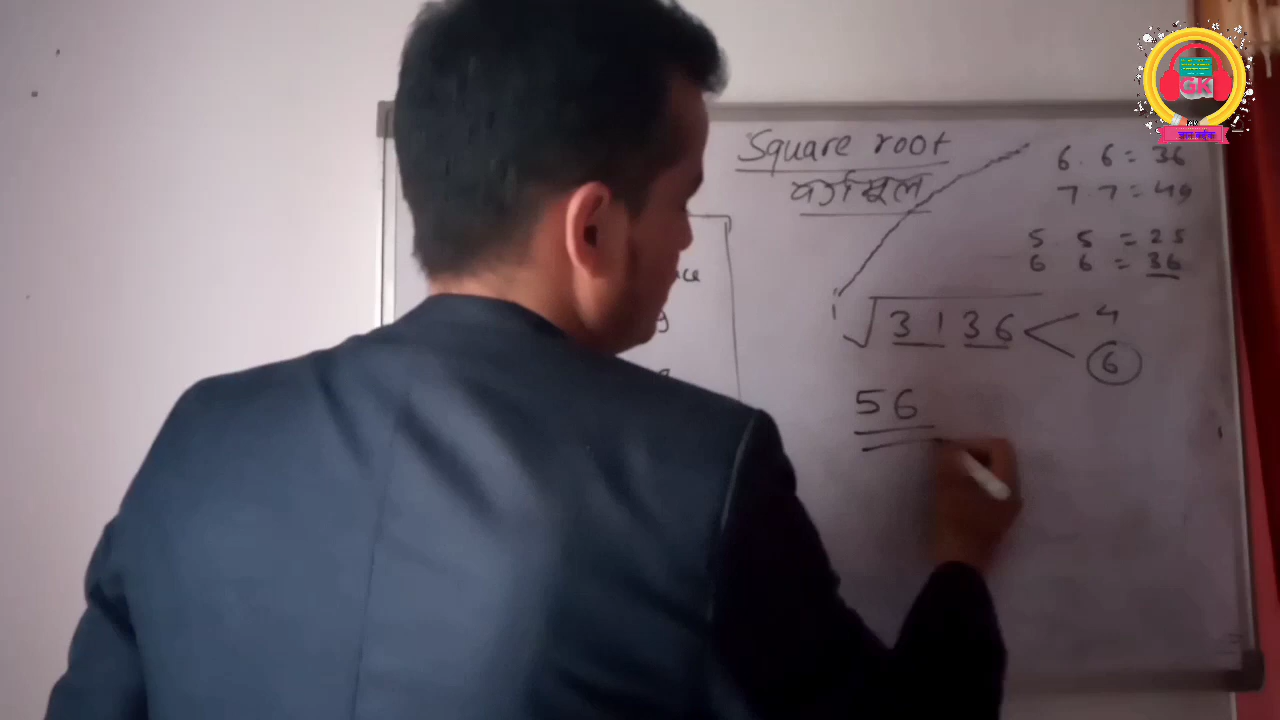 Square root
वर्गमूल
6 . 6 = 36
7 . 7 = 49
5 . 5 = 25
6 6 = 36
√3136
4
6
56
GK